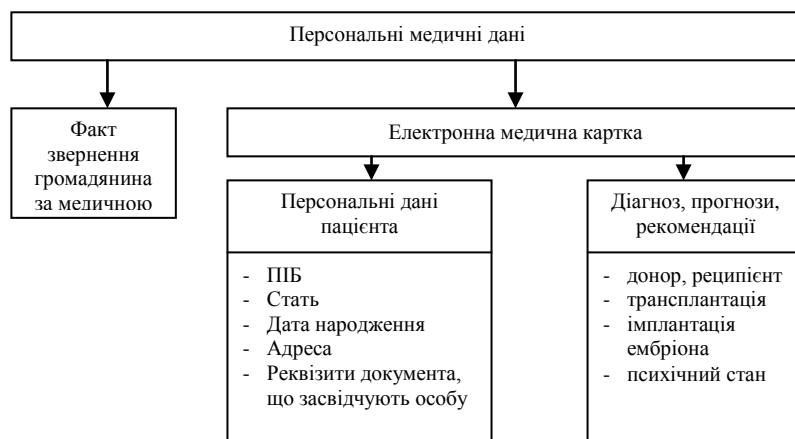 Персональні медичні дані
Факт
звернення
громадянина
за медичною
Електронна медична картка
Персональні дані
пацієнта
- ПІБ
- Стать
- Дата народження
- Адреса
- Реквізити документа,
що засвідчують особу
Діагноз, прогнози,
рекомендації
- донор, реципієнт
- трансплантація
- імплантація
ембріона
- психічний стан